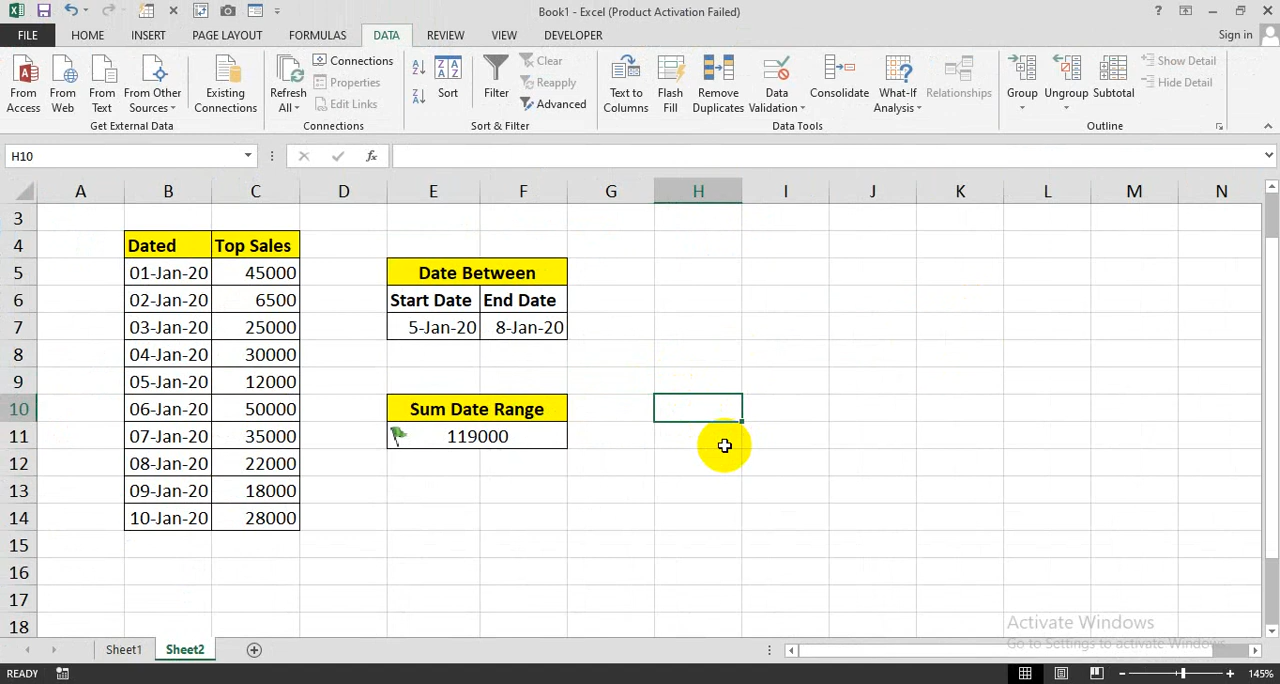 Book1 - Excel (Product Activation Failed)
?
FILE HOME INSERT PAGE LAYOUT FORMULAS DATA REVIEW VIEW DEVELOPER Sign in
From Access
From Web
From Text
From Other Sources
Existing Connections
Get External Data
Refresh All
Connections
Properties
Edit Links
Connections
Sort
Filter
Clear
Reapply
Advanced
Sort & Filter
Text to Columns
Flash Fill
Remove Duplicates
Data Validation
Consolidate
What-If Analysis
Relationships
Data Tools
Group
Ungroup
Subtotal
Show Detail
Hide Detail
Outline
H10 fx
A B C D E F G H I J K L M N
3
4 Dated Top Sales
5 01-Jan-20 45000 Date Between
6 02-Jan-20 6500 Start Date End Date
7 03-Jan-20 25000 5-Jan-20 8-Jan-20
8 04-Jan-20 30000
9 05-Jan-20 12000
10 06-Jan-20 50000 Sum Date Range
11 07-Jan-20 35000 119000
12 08-Jan-20 22000
13 09-Jan-20 18000
14 10-Jan-20 28000
15
16
17
18
Activate Windows
Go to Settings to activate Windows.
Sheet1 Sheet2
READY 145%